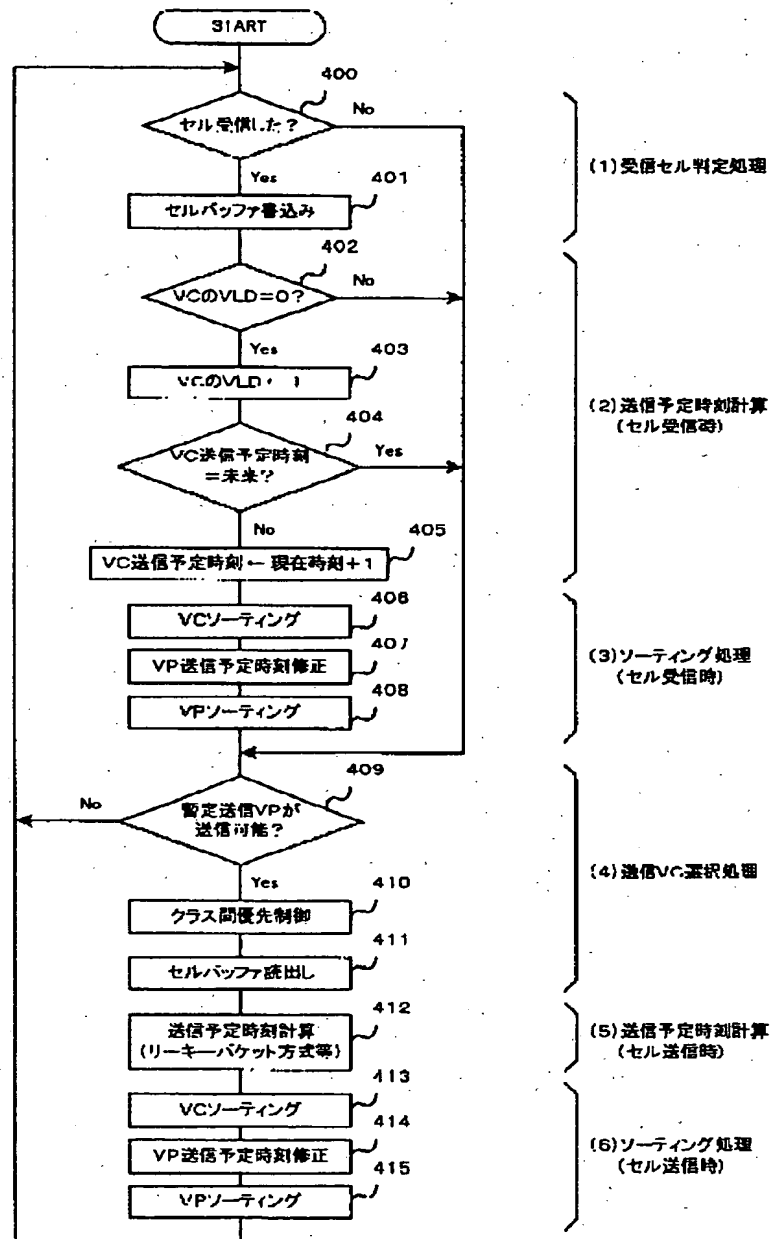 START
400
セル受信した？
No
Yes
401
セルバッファ書込み
(1)受信セル判定処理
402
VCのVLD=0？
No
Yes
403
VCのVLD 1
404
VC送信予定時刻
=未来？
Yes
No
405
VC送信予定時刻←現在時刻+1
(2)送信予定時刻計算
(セル受信時)
406
VCソーティング
407
VP送信予定時刻修正
408
VPソーティング
(3)ソーティング処理
(セル受信時)
409
暫定送信VPが
送信可能？
No
Yes
410
クラス間優先制御
411
セルバッファ読出し
(4)送信VC選択処理
412
送信予定時刻計算
(リーキーバケット方式等)
(5)送信予定時刻計算
(セル送信時)
413
VCソーティング
414
VP送信予定時刻修正
415
VPソーティング
(6)ソーティング処理
(セル送信時)